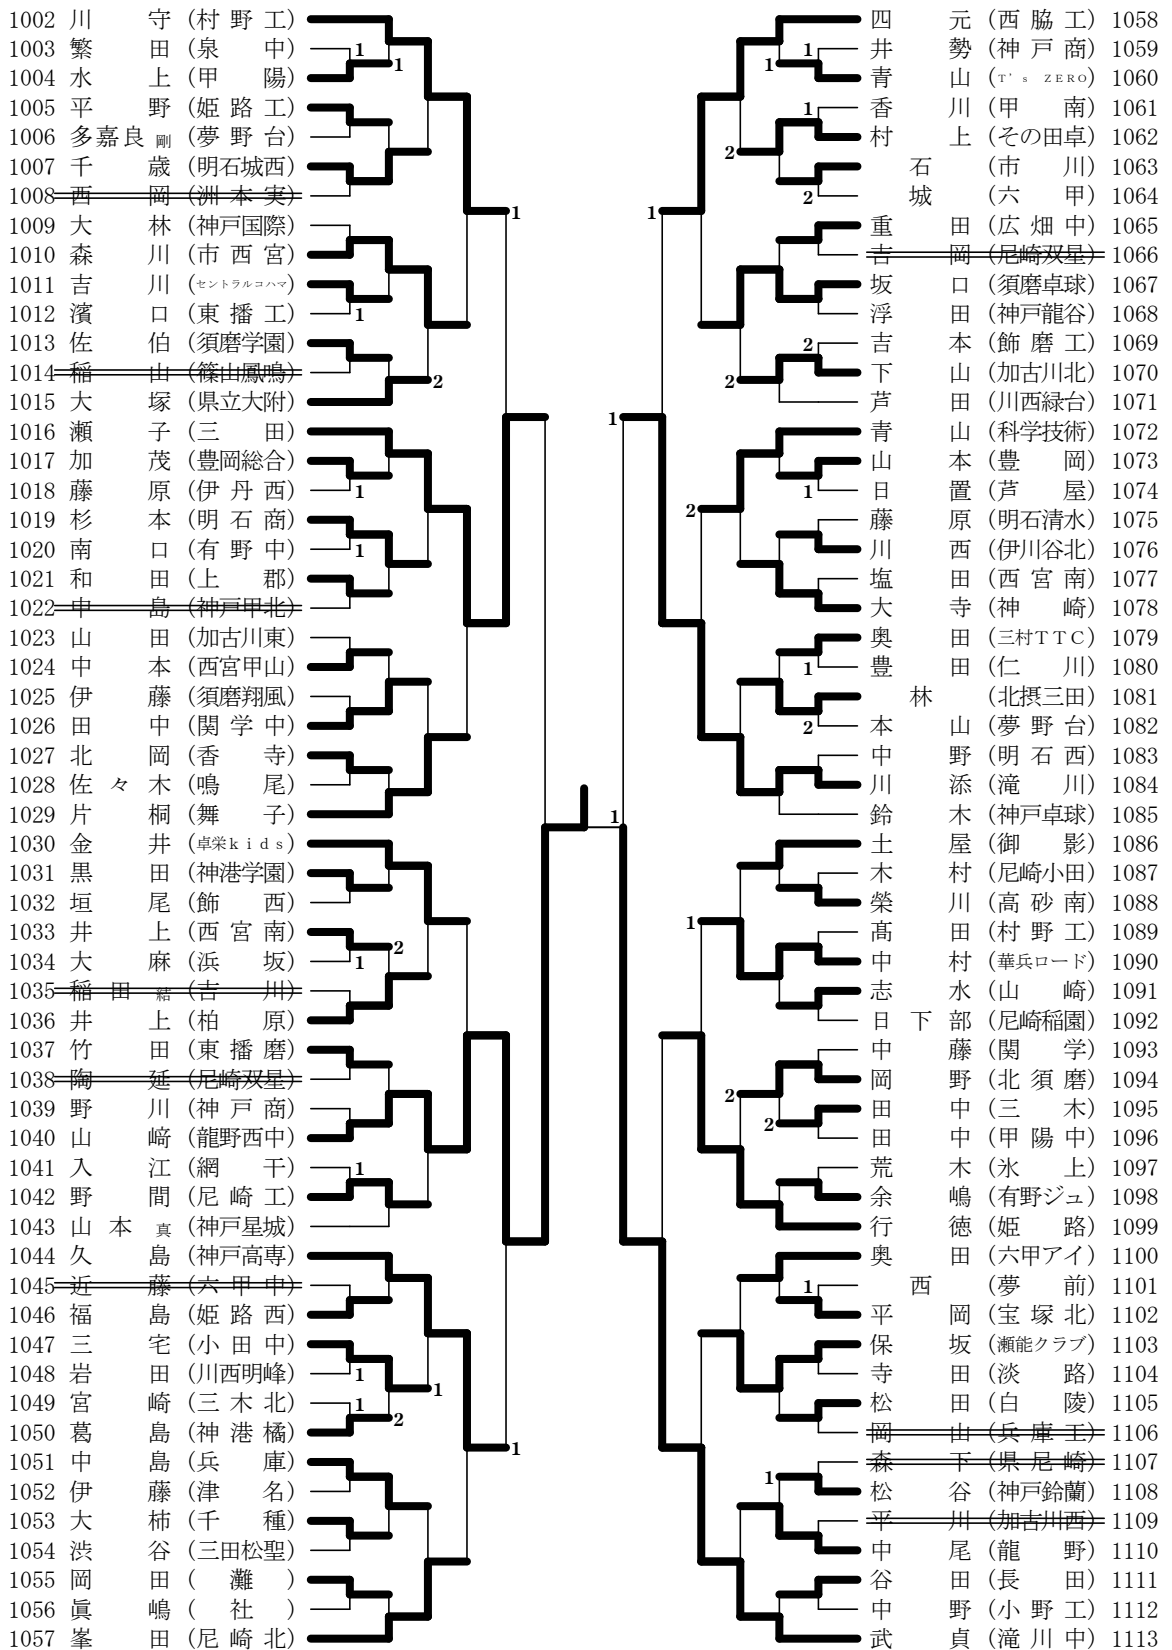 1002 川　守 (村野工)
1003 繁　田 (泉　中)
1004 水　上 (甲　陽)
1005 平　野 (姫路工)
1006 多嘉良 剛 (夢野台)
1007 千　歳 (明石城西)
1008 西　岡 (洲本実)
1009 大　林 (神戸国際)
1010 森　川 (市西宮)
1011 吉　川 (セントラルコハマ)
1012 濱　口 (東播工)
1013 佐　伯 (須磨学園)
1014 稲　山 (篠山鳳鳴)
1015 大　塚 (県立大附)
1016 瀬　子 (三　田)
1017 加　茂 (豊岡総合)
1018 藤　原 (伊丹西)
1019 杉　本 (明石商)
1020 南　口 (有野中)
1021 和　田 (上　郡)
1022 中　島 (神戸甲北)
1023 山　田 (加古川東)
1024 中　本 (西宮甲山)
1025 伊　藤 (須磨翔風)
1026 田　中 (関学中)
1027 北　岡 (香　寺)
1028 佐々木 (鳴　尾)
1029 片　桐 (舞　子)
1030 金　井 (卓栄kids)
1031 黒　田 (神港学園)
1032 垣　尾 (飾　西)
1033 井　上 (西宮南)
1034 大　麻 (浜　坂)
1035 稲田 結 (吉　川)
1036 井　上 (柏　原)
1037 竹　田 (東播磨)
1038 陶　延 (尼崎双星)
1039 野　川 (神戸商)
1040 山　﨑 (龍野西中)
1041 入　江 (網　干)
1042 野　間 (尼崎工)
1043 山本 真 (神戸星城)
1044 久　島 (神戸高専)
1045 近　藤 (六甲中)
1046 福　島 (姫路西)
1047 三　宅 (小田中)
1048 岩　田 (川西明峰)
1049 宮　崎 (三木北)
1050 葛　島 (神港橘)
1051 中　島 (兵　庫)
1052 伊　藤 (津　名)
1053 大　柿 (千　種)
1054 渋　谷 (三田松聖)
1055 岡　田 (　灘　)
1056 眞　嶋 (　社　)
1057 峯　田 (尼崎北)
四　元 (西脇工) 1058
井　勢 (神戸商) 1059
青　山 (T's ZERO) 1060
香　川 (甲　南) 1061
村　上 (その田卓) 1062
石 (市　川) 1063
城 (六　甲) 1064
重　田 (広畑中) 1065
吉　岡 (尼崎双星) 1066
坂　口 (須磨卓球) 1067
浮　田 (神戸龍谷) 1068
吉　本 (飾磨工) 1069
下　山 (加古川北) 1070
芦　田 (川西緑台) 1071
青　山 (科学技術) 1072
山　本 (豊　岡) 1073
日　置 (芦　屋) 1074
藤　原 (明石清水) 1075
川　西 (伊川谷北) 1076
塩　田 (西宮南) 1077
大　寺 (神　崎) 1078
奥　田 (三村TTC) 1079
豊　田 (仁　川) 1080
林 (北摂三田) 1081
本　山 (夢野台) 1082
中　野 (明石西) 1083
川　添 (滝　川) 1084
鈴　木 (神戸卓球) 1085
土　屋 (御　影) 1086
木　村 (尼崎小田) 1087
榮　川 (高砂南) 1088
髙　田 (村野工) 1089
中　村 (華兵ロード) 1090
志　水 (山　崎) 1091
日下部 (尼崎稲園) 1092
中　藤 (関　学) 1093
岡　野 (北須磨) 1094
田　中 (三　木) 1095
田　中 (甲陽中) 1096
荒　木 (氷　上) 1097
余　嶋 (有野ジュ) 1098
行　徳 (姫　路) 1099
奥　田 (六甲アイ) 1100
西 (夢　前) 1101
平　岡 (宝塚北) 1102
保　坂 (瀬能クラブ) 1103
寺　田 (淡　路) 1104
松　田 (白　陵) 1105
岡　山 (兵庫工) 1106
森　下 (県尼崎) 1107
松　谷 (神戸鈴蘭) 1108
平　川 (加古川西) 1109
中　尾 (龍　野) 1110
谷　田 (長　田) 1111
中　野 (小野工) 1112
武　貞 (滝川中) 1113